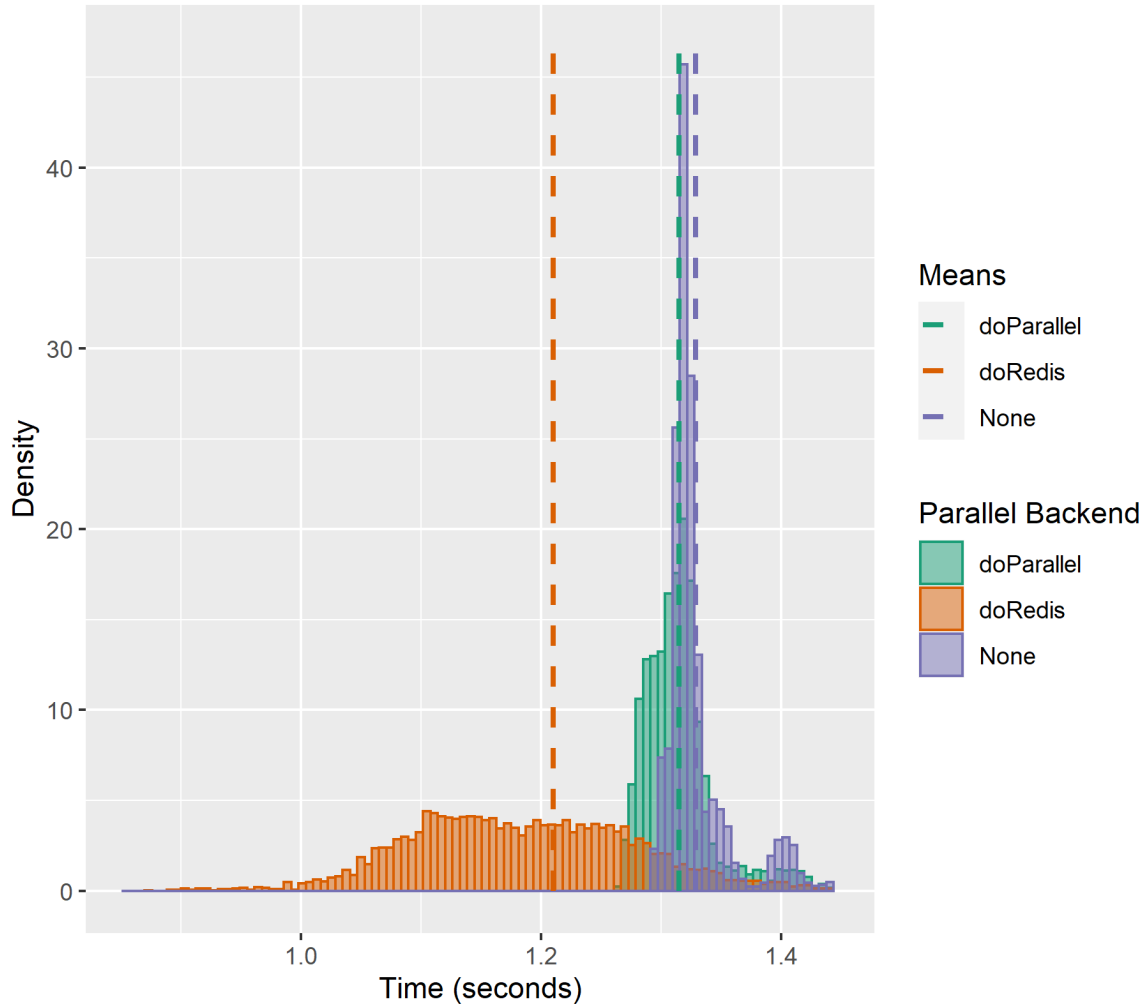 40
30
20
10
0
Density
1.0 1.2 1.4
Time (seconds)
Means
doParallel
doRedis
None
Parallel Backend
doParallel
doRedis
None